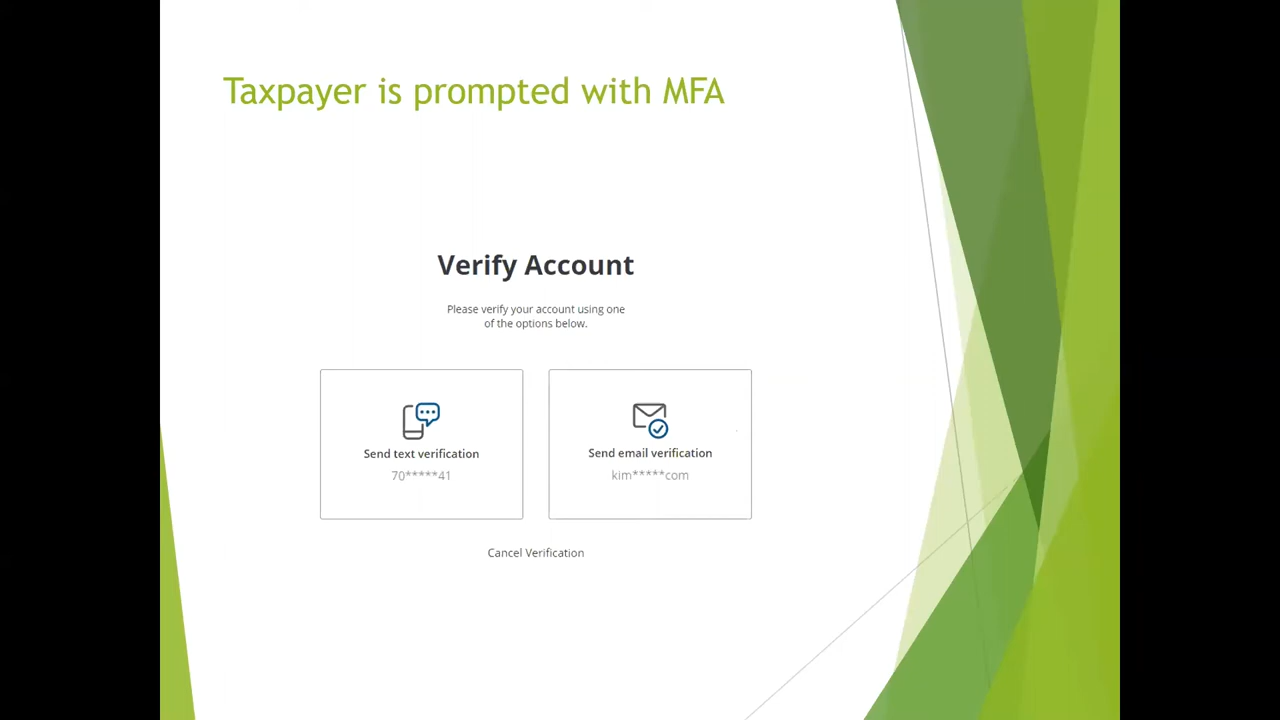 Taxpayer is prompted with MFA
Verify Account
Please verify your account using one
of the options below.
Send text verification
70*****41
Send email verification
kim*****com
Cancel Verification